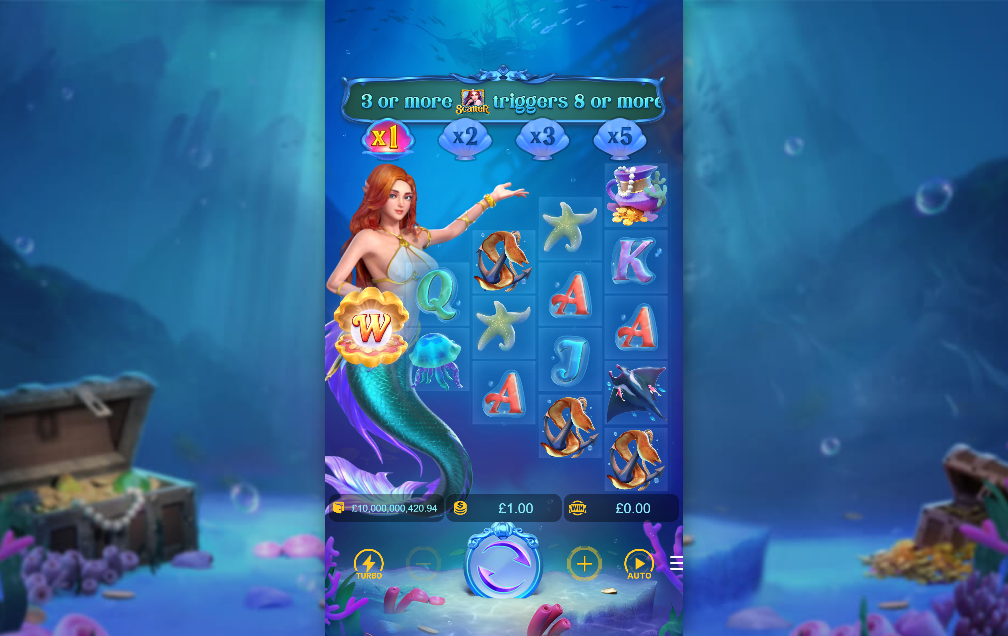 3 or more Scatter triggers 8 or more
x1 x2 x3 x5
K
Q A
W A
J
A
£10,000,000,420.94 £1.00 WIN £0.00
TURBO AUTO